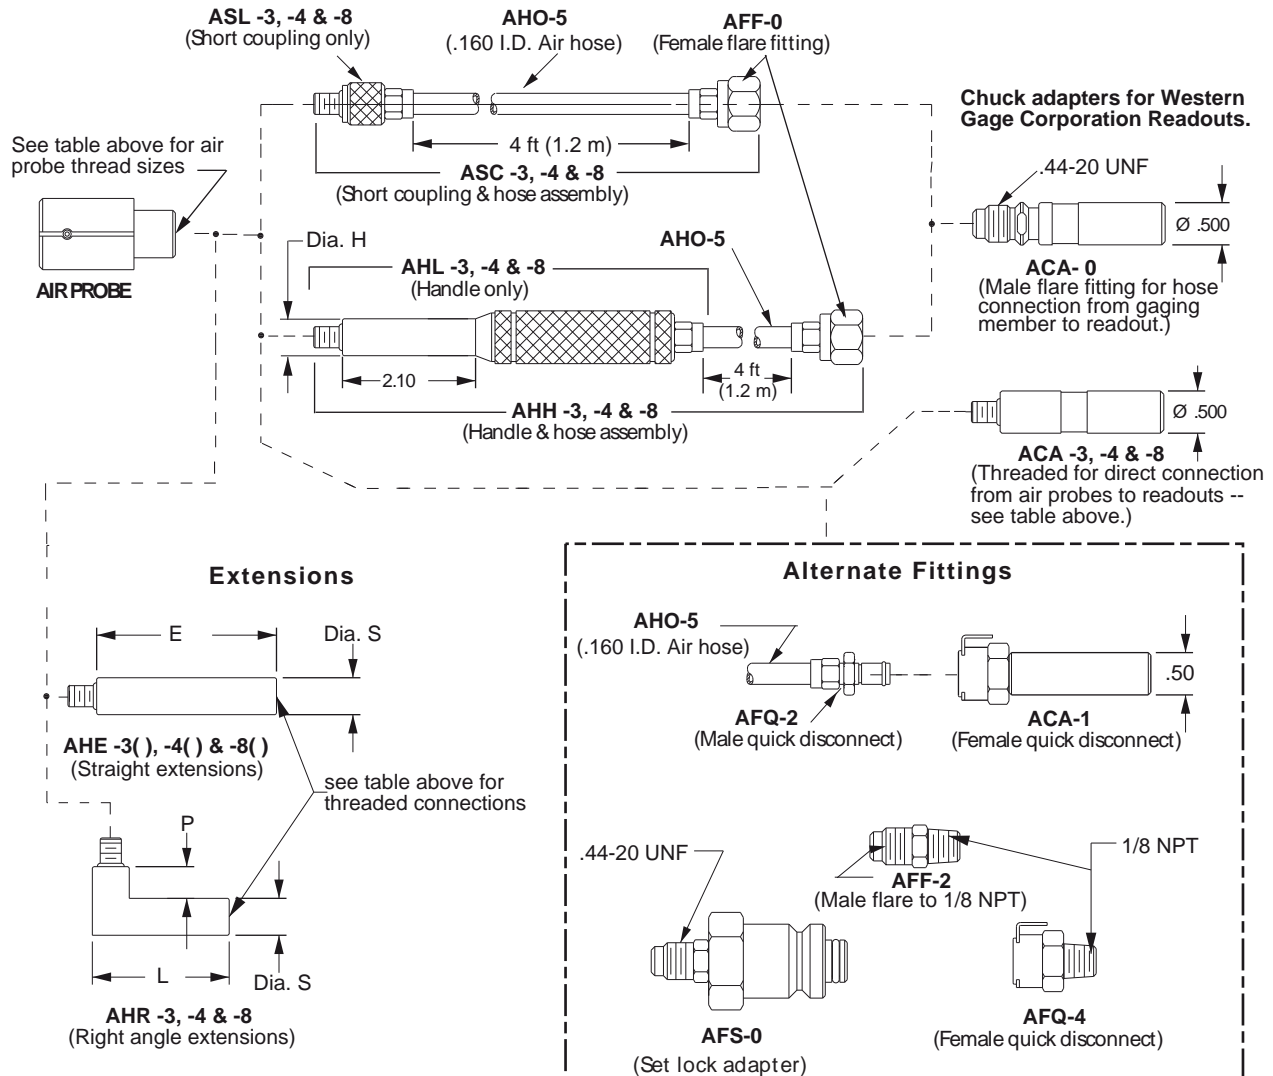 ASL -3, -4 & -8
(Short coupling only)
AHO-5
(.160 I.D. Air hose)
AFF-0
(Female flare fitting)
Chuck adapters for Western
Gage Corporation Readouts.
See table above for air
probe thread sizes
4 ft (1.2 m)
ASC -3, -4 & -8
(Short coupling & hose assembly)
.44-20 UNF
Ø .500
AIR PROBE
Dia. H
AHL -3, -4 & -8
(Handle only)
AHO-5
ACA- 0
(Male flare fitting for hose
connection from gaging
member to readout.)
2.10
4 ft
(1.2 m)
AHH -3, -4 & -8
(Handle & hose assembly)
Ø .500
ACA -3, -4 & -8
(Threaded for direct connection
from air probes to readouts --
see table above.)
Extensions
E
Dia. S
AHE -3( ), -4( ) & -8( )
(Straight extensions)
see table above for
threaded connections
P
L
Dia. S
AHR -3, -4 & -8
(Right angle extensions)
Alternate Fittings
AHO-5
(.160 I.D. Air hose)
AFQ-2
(Male quick disconnect)
.50
ACA-1
(Female quick disconnect)
.44-20 UNF
AFF-2
(Male flare to 1/8 NPT)
1/8 NPT
AFS-0
(Set lock adapter)
AFQ-4
(Female quick disconnect)